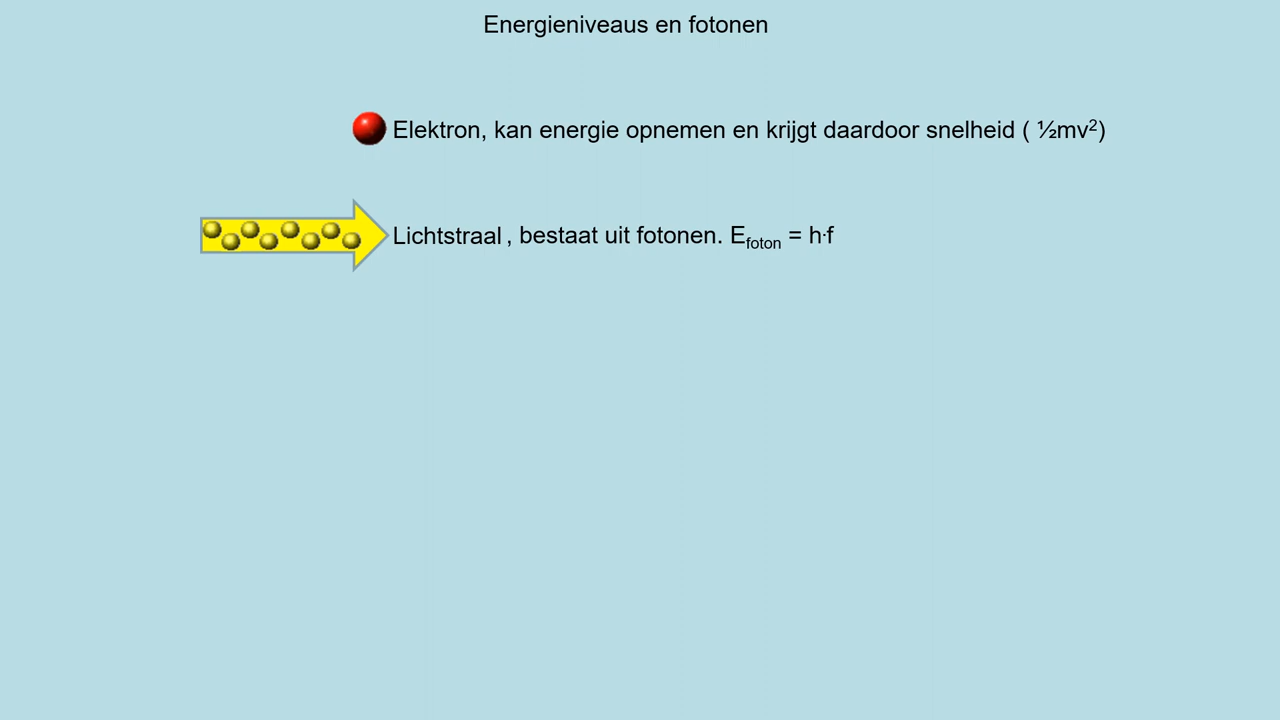 Energieniveaus en fotonen
Elektron, kan energie opnemen en krijgt daardoor snelheid ( ½mv²)
Lichtstraal , bestaat uit fotonen. E_foton = h·f